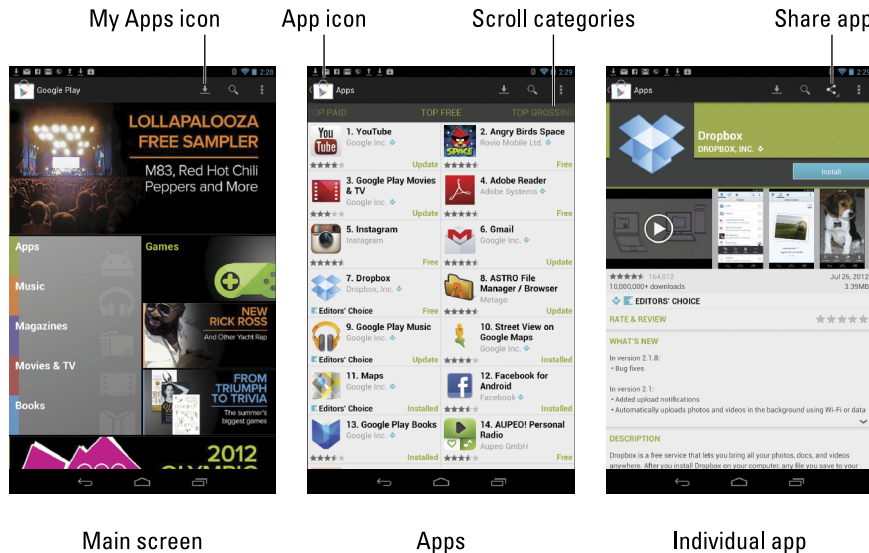 My Apps icon
App icon
Scroll categories
Share app
2:28
Google Play
LOLLAPALOOZA
FREE SAMPLER
M83, Red Hot Chili
Peppers and More
Apps
Music
Magazines
Movies & TV
Books
Games
NEW
RICK ROSS
And Other Yacht Rap
FROM
TRIUMPH
TO TRIVIA
The summer's
biggest games
2012
2:29
Apps
TOP PAID
TOP FREE
TOP GROSSING
You
Tube
1. YouTube
Google Inc.
Update
SPACE
2. Angry Birds Space
Rovio Mobile Ltd.
Free
3. Google Play Movies
& TV
Google Inc.
Update
4. Adobe Reader
Adobe Systems
Free
5. Instagram
Instagram
Free
6. Gmail
Google Inc.
Update
7. Dropbox
Dropbox, Inc.
Editors' Choice
Free
8. ASTRO File
Manager / Browser
Metago
Update
9. Google Play Music
Google Inc.
Editors' Choice
Update
10. Street View on
Google Maps
Google Inc.
Installed
11. Maps
Google Inc.
Editors' Choice
Installed
12. Facebook for
Android
Facebook
Installed
13. Google Play Books
Google Inc.
Installed
14. AUPEO! Personal
Radio
Aupeo GmbH
Free
2:29
Apps
Dropbox
DROPBOX, INC.
Install
164,012
Jul 26, 2012
10,000,000+ downloads
3.39MB
EDITORS' CHOICE
RATE & REVIEW
WHAT'S NEW
In version 2.1.8:
• Bug fixes
In version 2.1:
• Added upload notifications
• Automatically uploads photos and videos in the background using Wi-Fi or data
DESCRIPTION
Dropbox is a free service that lets you bring all your photos, docs, and videos
anywhere. After you install Dropbox on your computer, any file you save to your
Main screen
Apps
Individual app